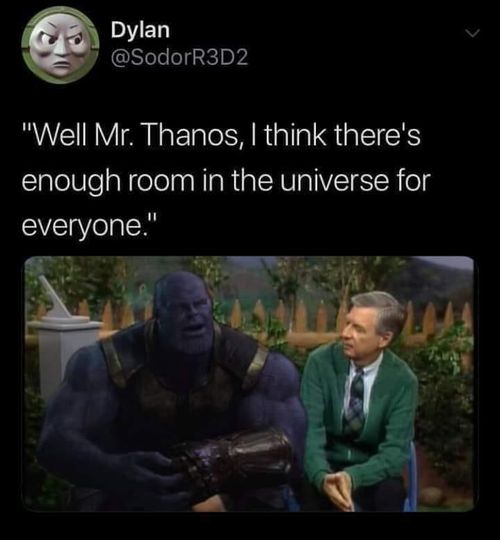 Dylan
@SodorR3D2
"Well Mr. Thanos, I think there's
enough room in the universe for
everyone."